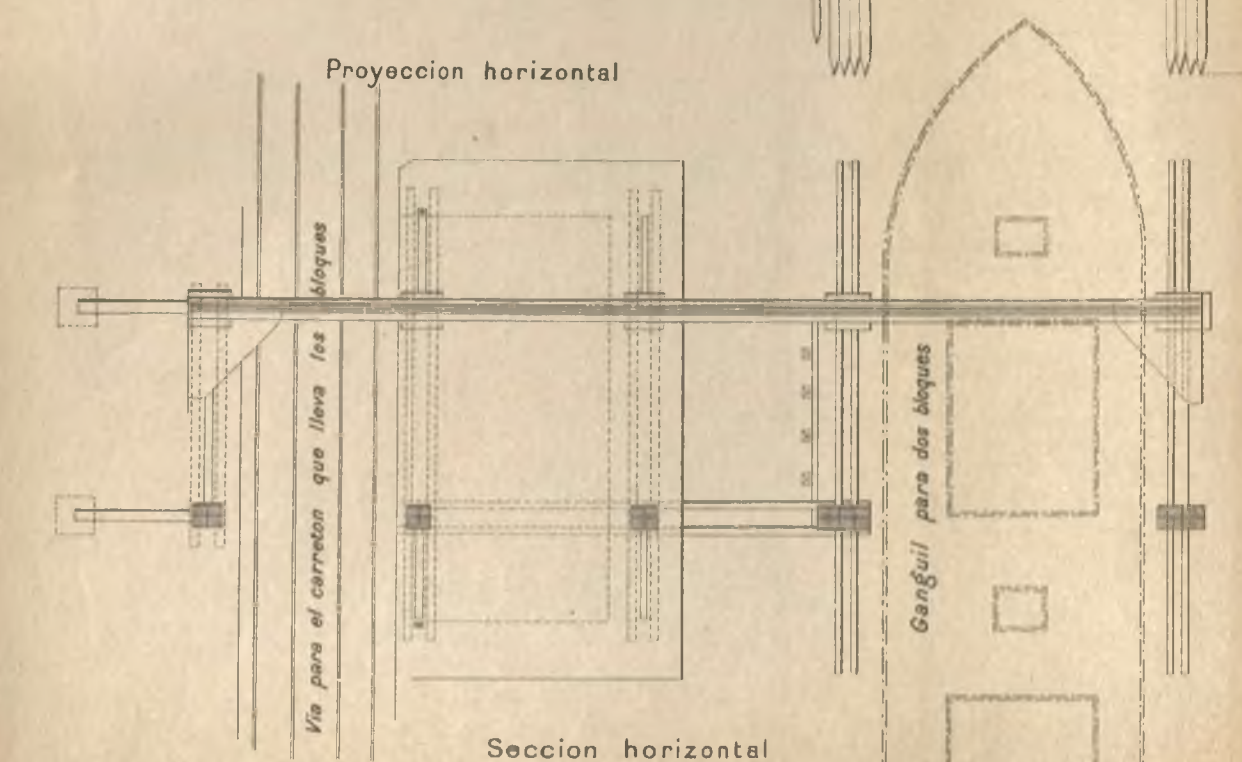 Proyeccion horizontal
Via para el carreton que lleva los bloques
Ganguil para dos bloques
Seccion horizontal